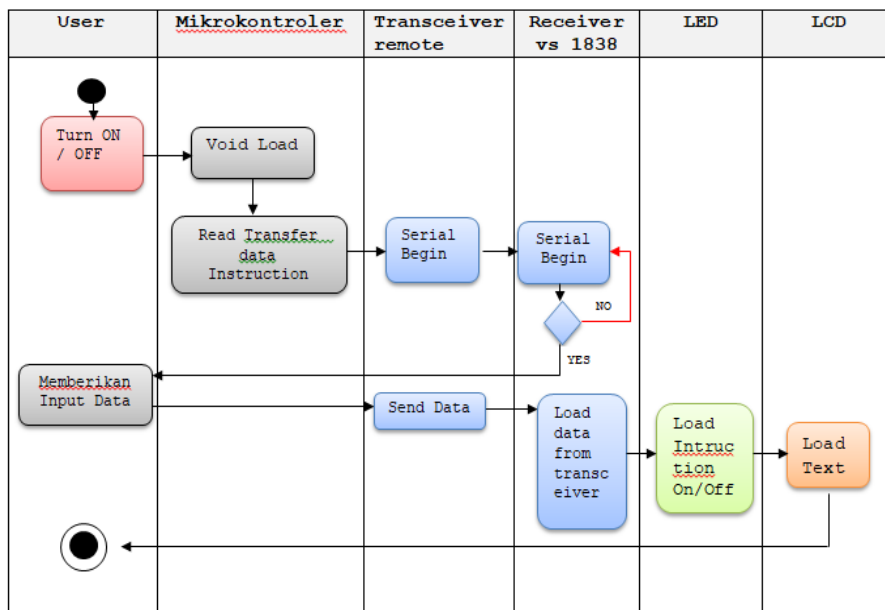 User
Mikrokontroler
Transceiver
remote
Receiver
vs 1838
LED
LCD
Turn ON
/ OFF
Void Load
Read Transfer
data
Instruction
Serial
Begin
Serial
Begin
NO
YES
Memberikan
Input Data
Send Data
Load
data
from
transc
eiver
Load
Intruc
tion
On/Off
Load
Text